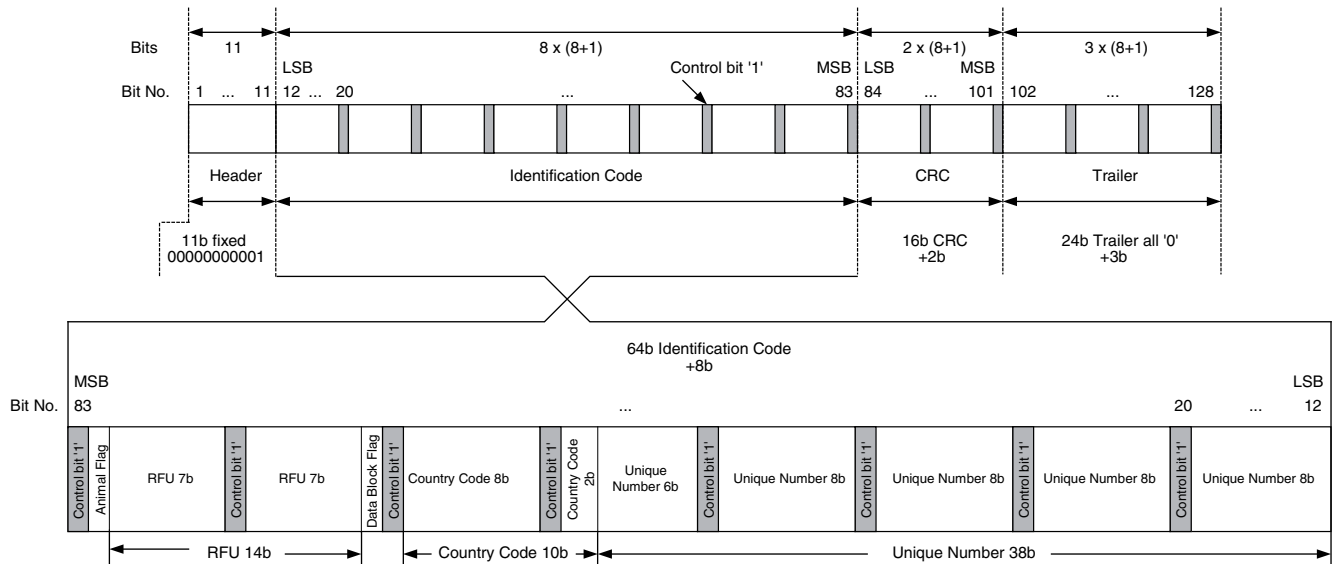 Bits 11 8 x (8+1) 2 x (8+1) 3 x (8+1)
LSB Control bit '1' MSB LSB MSB
Bit No. 1 ... 11 12 ... 20 ... 83 84 ... 101 102 ... 128
Header Identification Code CRC Trailer
11b fixed 16b CRC 24b Trailer all '0'
00000000001 +2b +3b
64b Identification Code
+8b
MSB LSB
Bit No. 83 ... 20 ... 12
Control bit '1'
Animal Flag
RFU 7b
Control bit '1'
RFU 7b
Data Block Flag
Control bit '1'
Country Code 8b
Control bit '1'
Country Code
2b
Unique
Number 6b
Control bit '1'
Unique Number 8b
Control bit '1'
Unique Number 8b
Control bit '1'
Unique Number 8b
Control bit '1'
Unique Number 8b
RFU 14b Country Code 10b Unique Number 38b